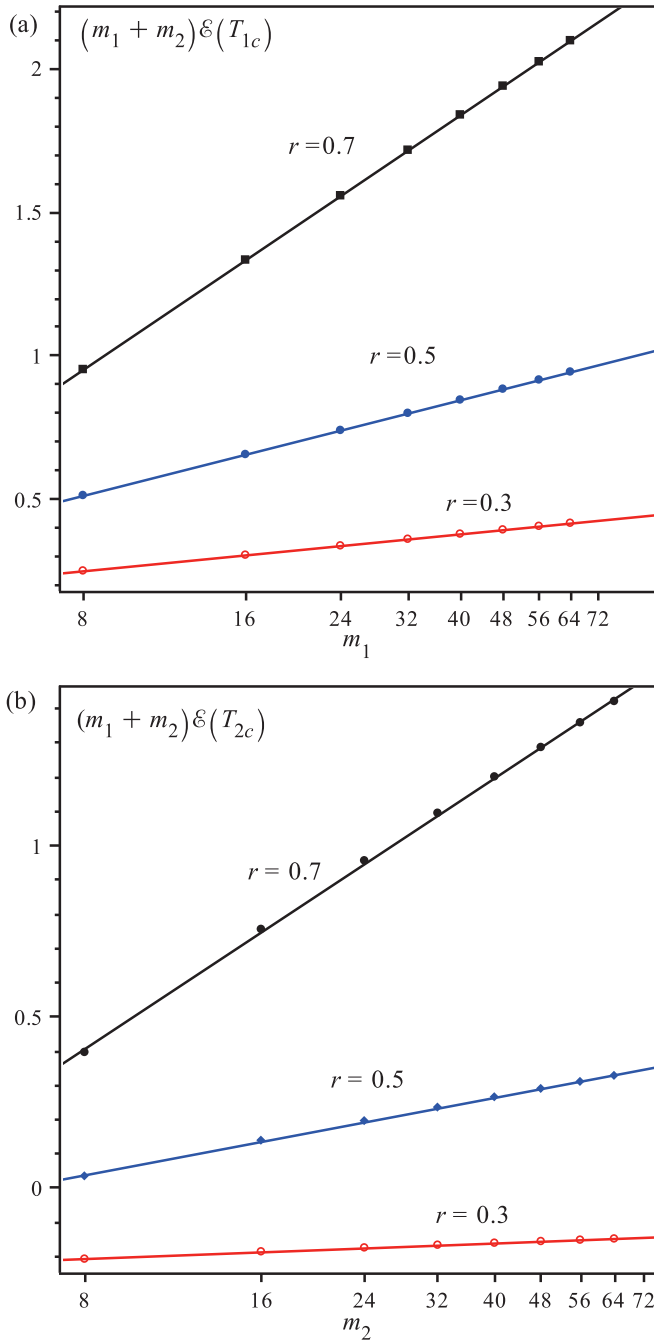 (a)
(m₁ + m₂)ℰ(T₁c)
2
r =0.7
1.5
1
r =0.5
0.5
r =0.3
8 16 24 32 40 48 56 64 72
m₁
(b)
(m₁ + m₂)ℰ(T₂c)
1
r = 0.7
0.5
r = 0.5
0
r = 0.3
8 16 24 32 40 48 56 64 72
m₂